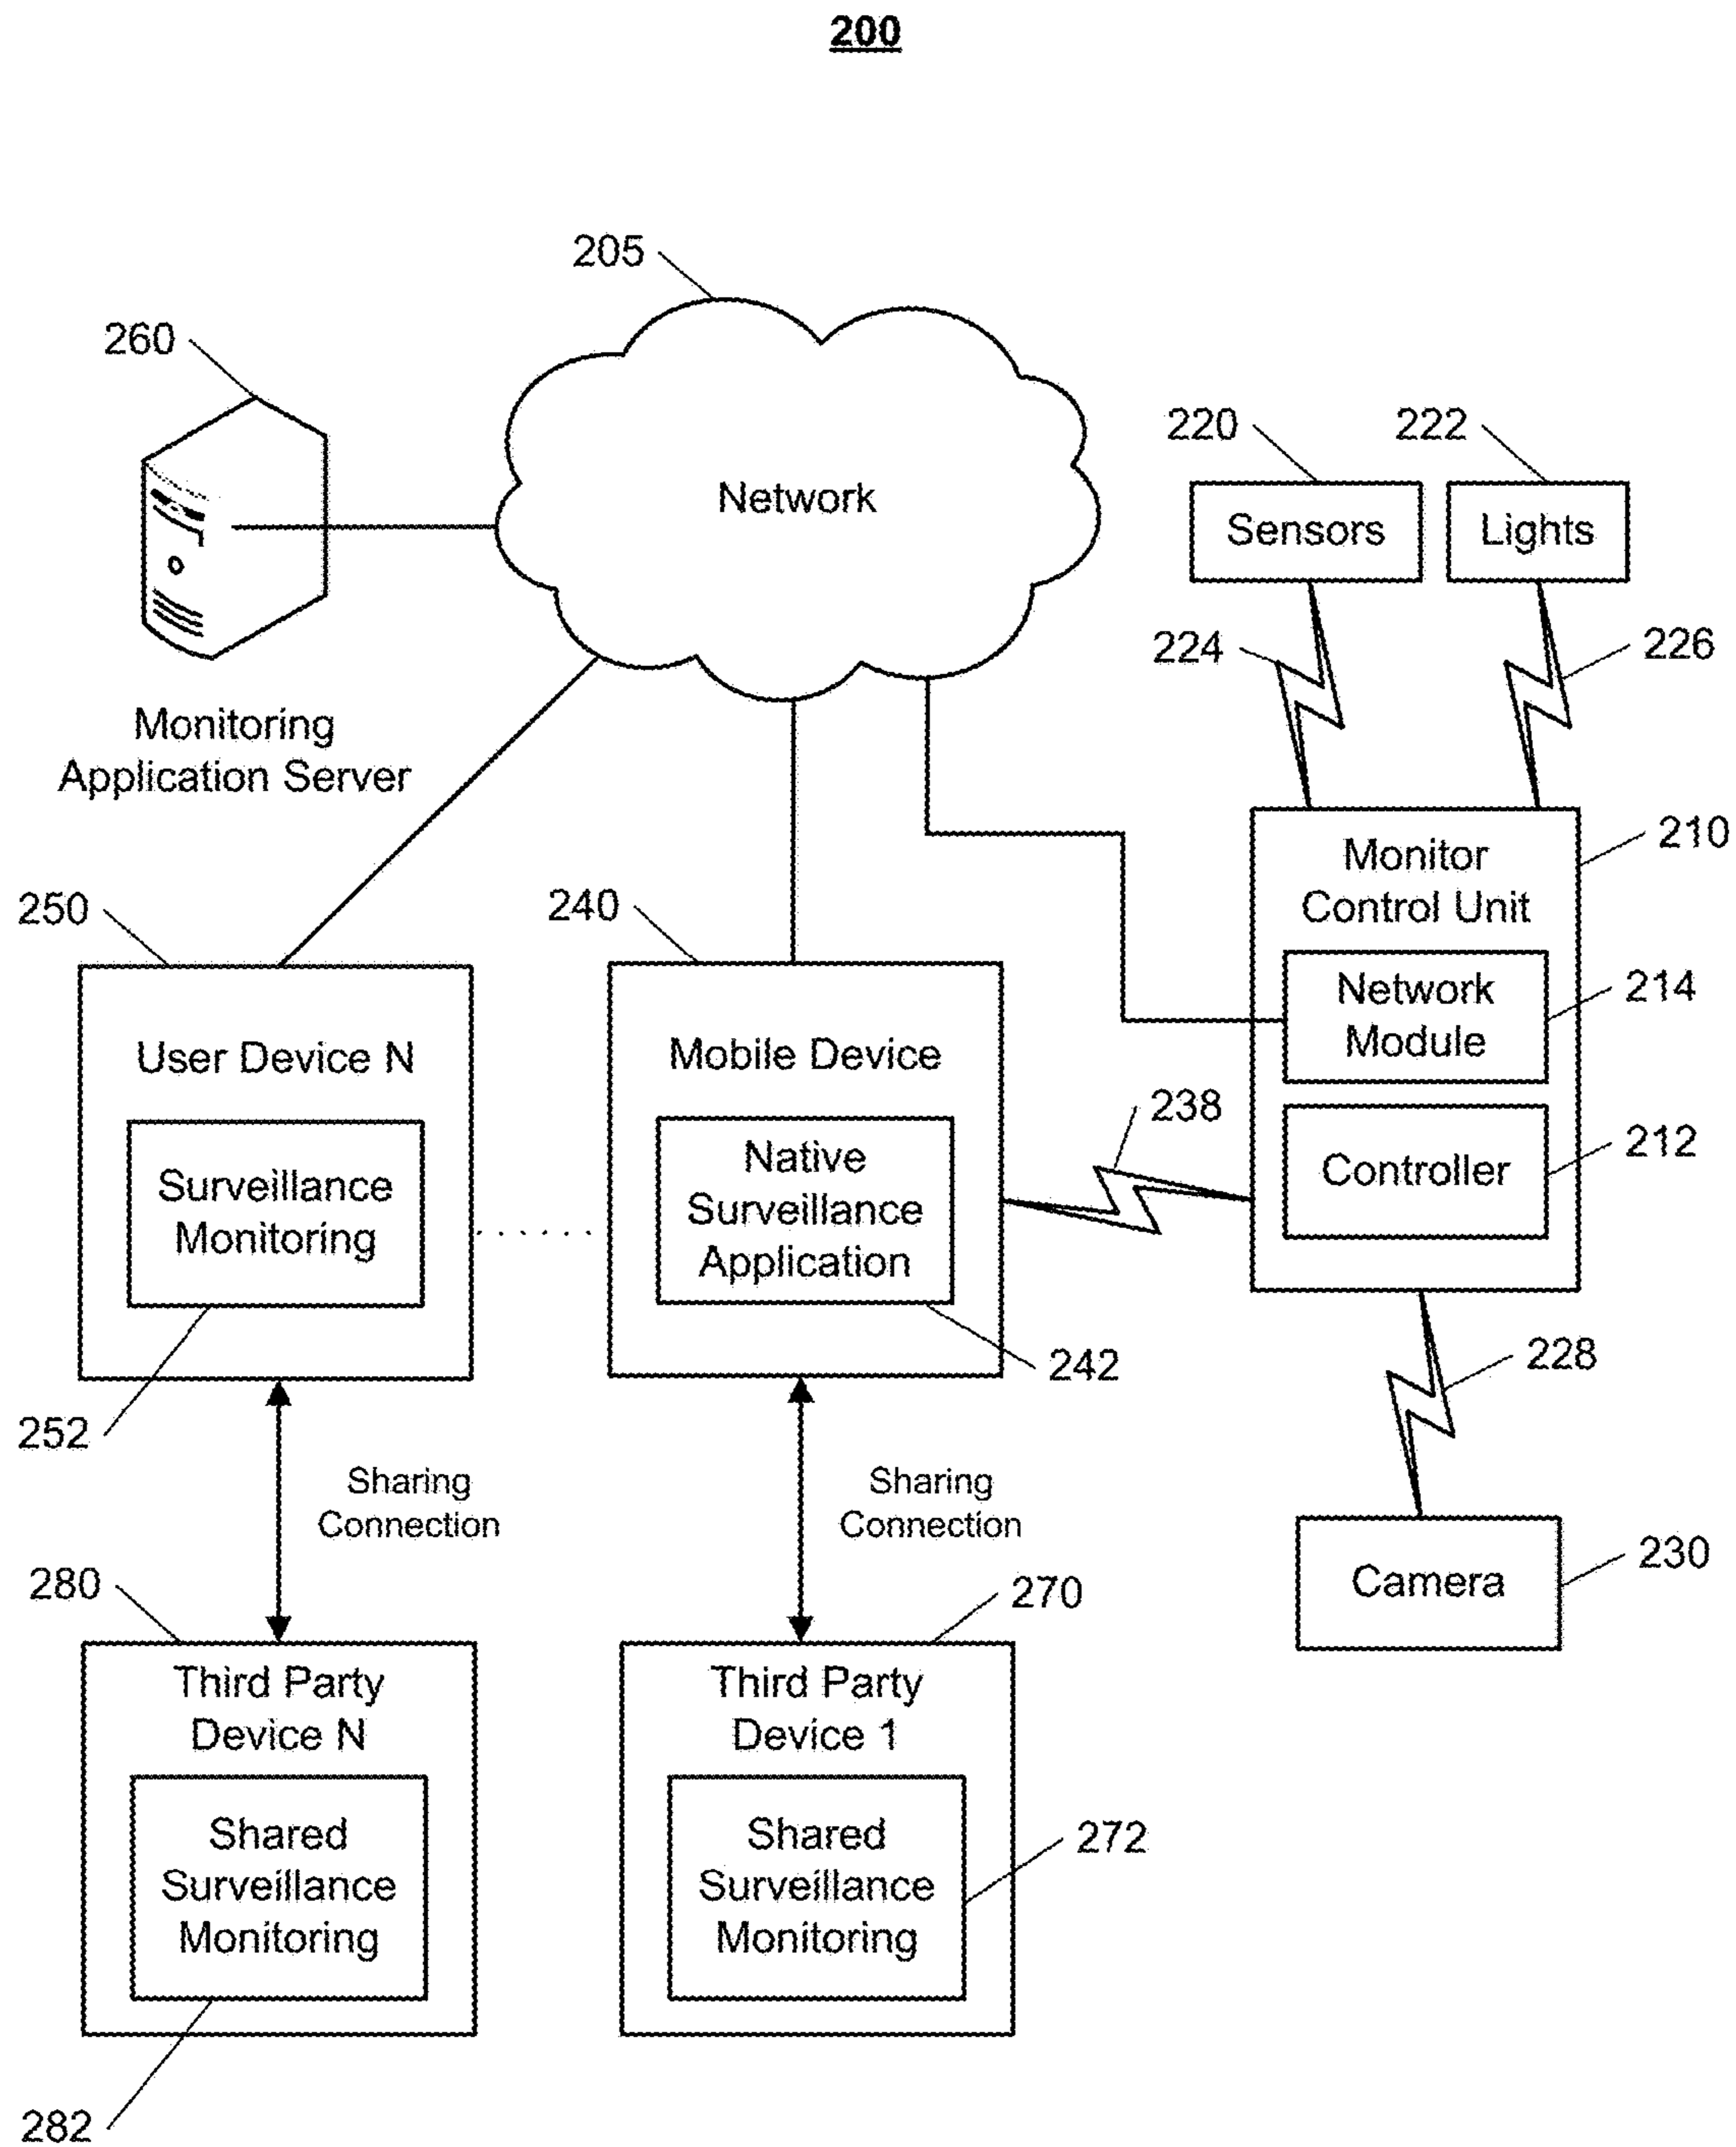 200
205
260
Network
220
222
Sensors
Lights
224
226
Monitoring
Application Server
210
Monitor
Control Unit
250
240
Network
Module
214
User Device N
Mobile Device
238
Controller
212
Surveillance
Monitoring
Native
Surveillance
Application
242
228
252
Sharing
Connection
Sharing
Connection
280
270
Camera
230
Third Party
Device N
Third Party
Device 1
Shared
Surveillance
Monitoring
Shared
Surveillance
Monitoring
272
282